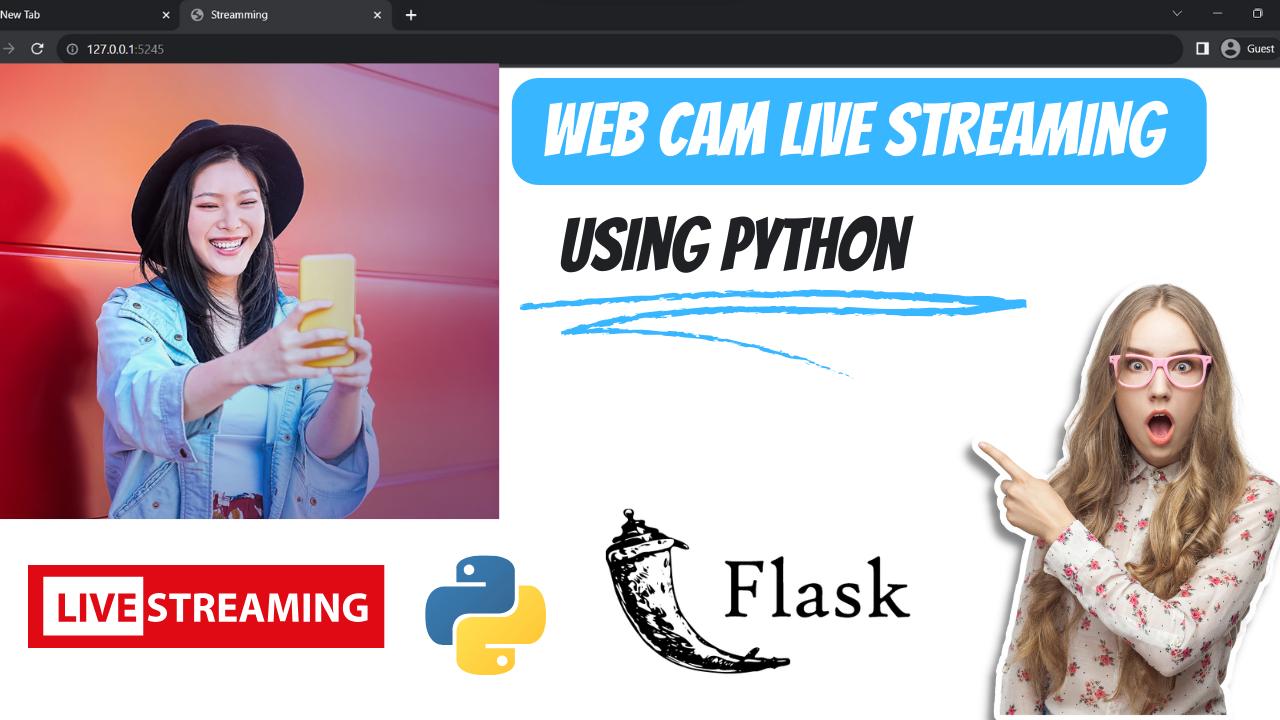 New Tab
Streamming
127.0.0.1:5245
Guest
WEB CAM LIVE STREAMING
USING PYTHON
LIVE STREAMING
Flask